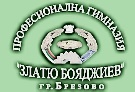 ПРОФЕСИОНАЛНА ГИМНАЗИЯ
"ЗЛАТЮ БОЯДЖИЕВ"
гр. Брезово